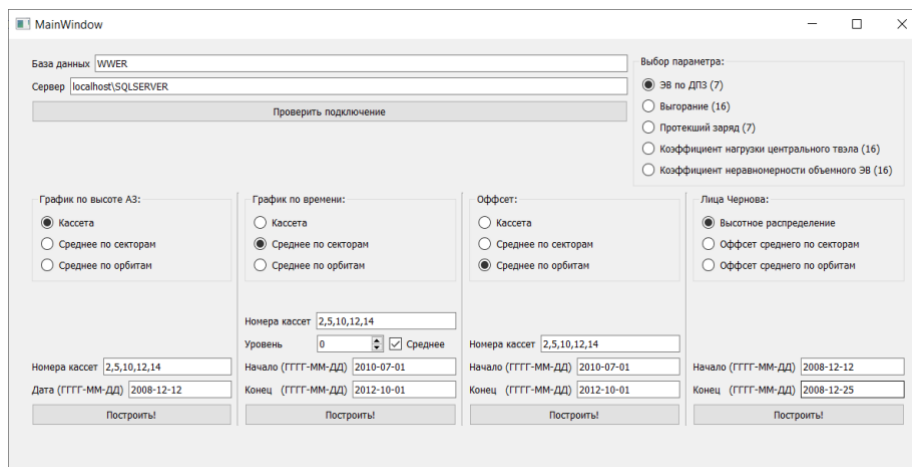 MainWindow
База данных WWER
Сервер localhost\SQLSERVER
Проверить подключение
Выбор параметра:
ЭВ по ДПЗ (7)
Выгорание (16)
Протекший заряд (7)
Коэффициент нагрузки центрального твэла (16)
Коэффициент неравномерности объемного ЭВ (16)
График по высоте АЗ:
Кассета
Среднее по секторам
Среднее по орбитам
Номера кассет 2,5,10,12,14
Дата (ГГГГ-ММ-ДД) 2008-12-12
Построить!
График по времени:
Кассета
Среднее по секторам
Среднее по орбитам
Номера кассет 2,5,10,12,14
Уровень 0 Среднее
Начало (ГГГГ-ММ-ДД) 2010-07-01
Конец (ГГГГ-ММ-ДД) 2012-10-01
Построить!
Оффсет:
Кассета
Среднее по секторам
Среднее по орбитам
Номера кассет 2,5,10,12,14
Начало (ГГГГ-ММ-ДД) 2010-07-01
Конец (ГГГГ-ММ-ДД) 2012-10-01
Построить!
Лица Чернова:
Высотное распределение
Оффсет среднего по секторам
Оффсет среднего по орбитам
Начало (ГГГГ-ММ-ДД) 2008-12-12
Конец (ГГГГ-ММ-ДД) 2008-12-25
Построить!